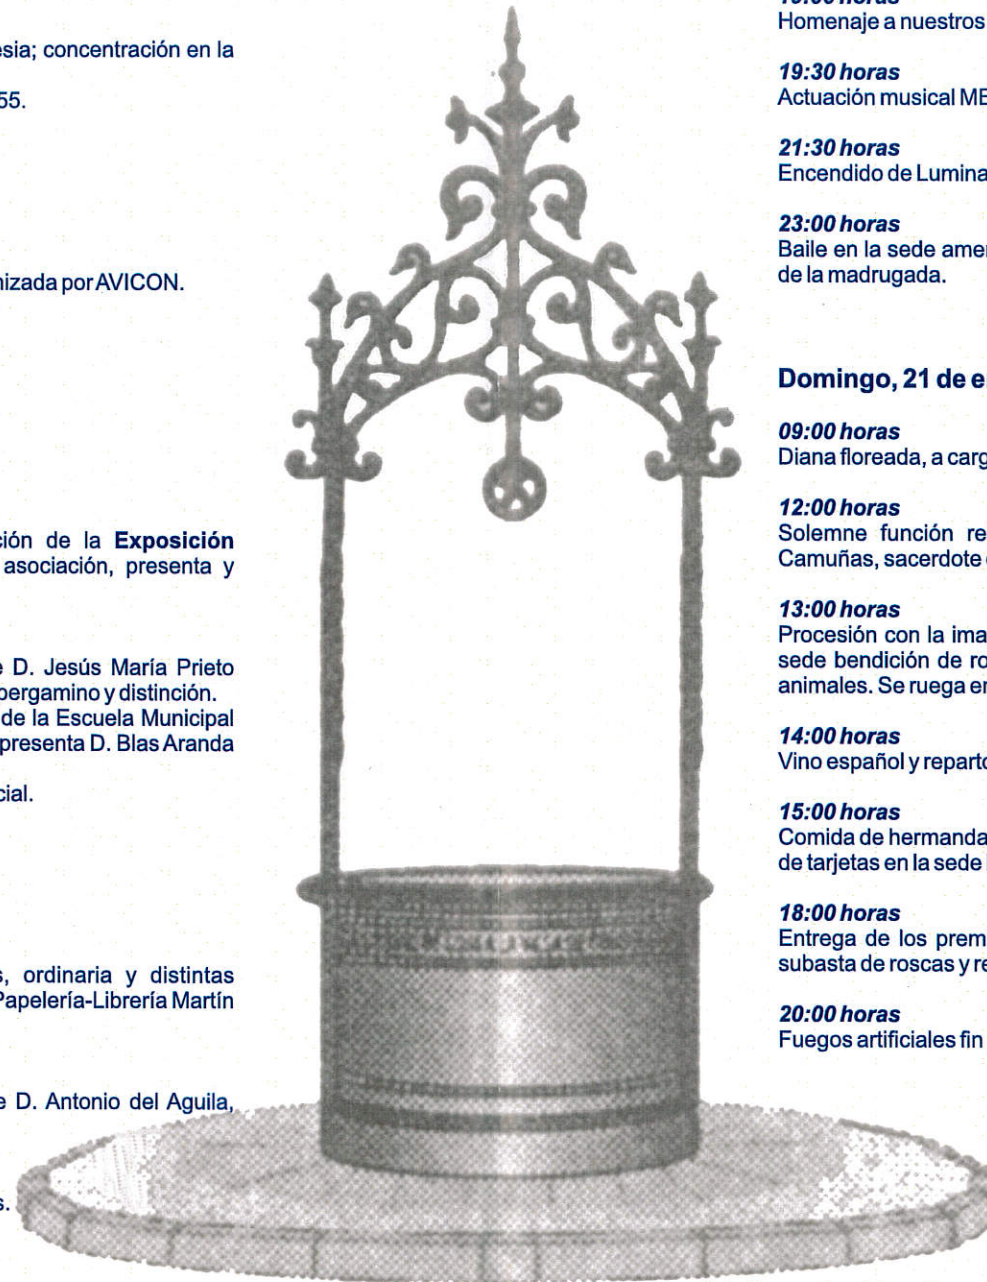 esia; concentración en la
55.
nizada por AVICON.
ción de la Exposición
asociación, presenta y
e D. Jesús María Prieto
pergamino y distinción.
de la Escuela Municipal
presenta D. Blas Aranda
cial.
s, ordinaria y distintas
Papelería-Librería Martín
e D. Antonio del Aguila,
s.
horas
Homenaje a nuestros
19:30 horas
Actuación musical ME
21:30 horas
Encendido de Lumina
23:00 horas
Baile en la sede amer
de la madrugada.
Domingo, 21 de e
09:00 horas
Diana floreada, a carg
12:00 horas
Solemne función re
Camuñas, sacerdote
13:00 horas
Procesión con la ima
sede bendición de ro
animales. Se ruega en
14:00 horas
Vino español y reparto
15:00 horas
Comida de hermanda
de tarjetas en la sede
18:00 horas
Entrega de los prem
subasta de roscas y re
20:00 horas
Fuegos artificiales fin